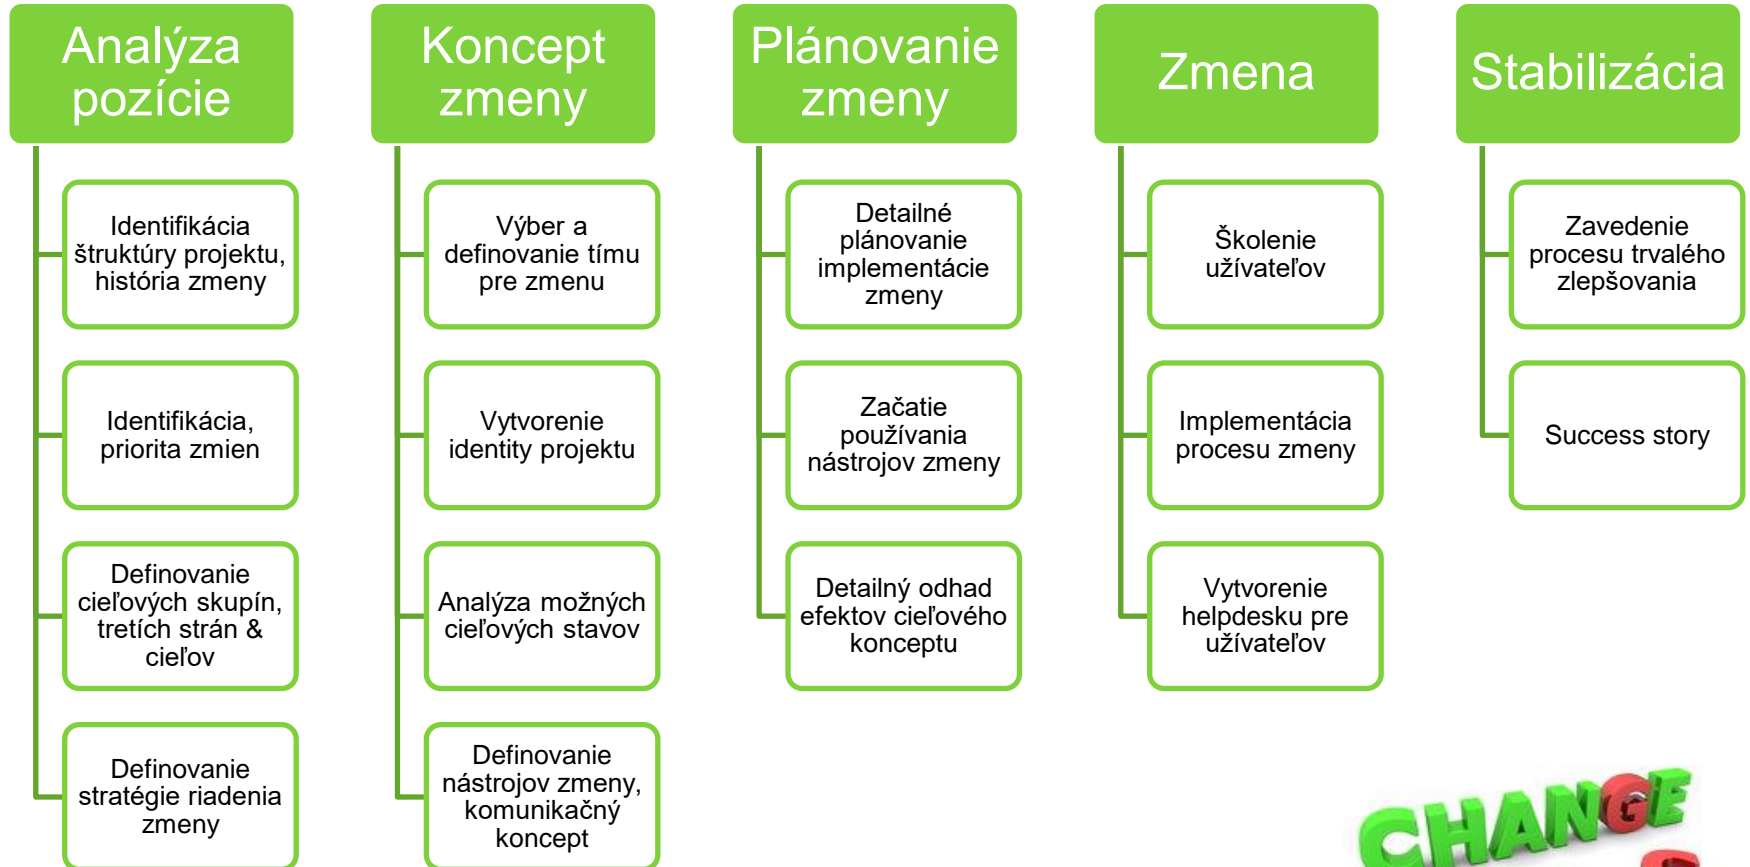 Analýza
pozície
Identifikácia
štruktúry projektu,
história zmeny
Identifikácia,
priorita zmien
Definovanie
cieľových skupín,
tretích strán &
cieľov
Definovanie
stratégie riadenia
zmeny
Koncept
zmeny
Výber a
definovanie tímu
pre zmenu
Vytvorenie
identity projektu
Analýza možných
cieľových stavov
Definovanie
nástrojov zmeny,
komunikačný
koncept
Plánovanie
zmeny
Detailné
plánovanie
implementácie
zmeny
Začatie
používania
nástrojov zmeny
Detailný odhad
efektov cieľového
konceptu
Zmena
Školenie
užívateľov
Implementácia
procesu zmeny
Vytvorenie
helpdesku pre
užívateľov
Stabilizácia
Zavedenie
procesu trvalého
zlepšovania
Success story
CHANGE